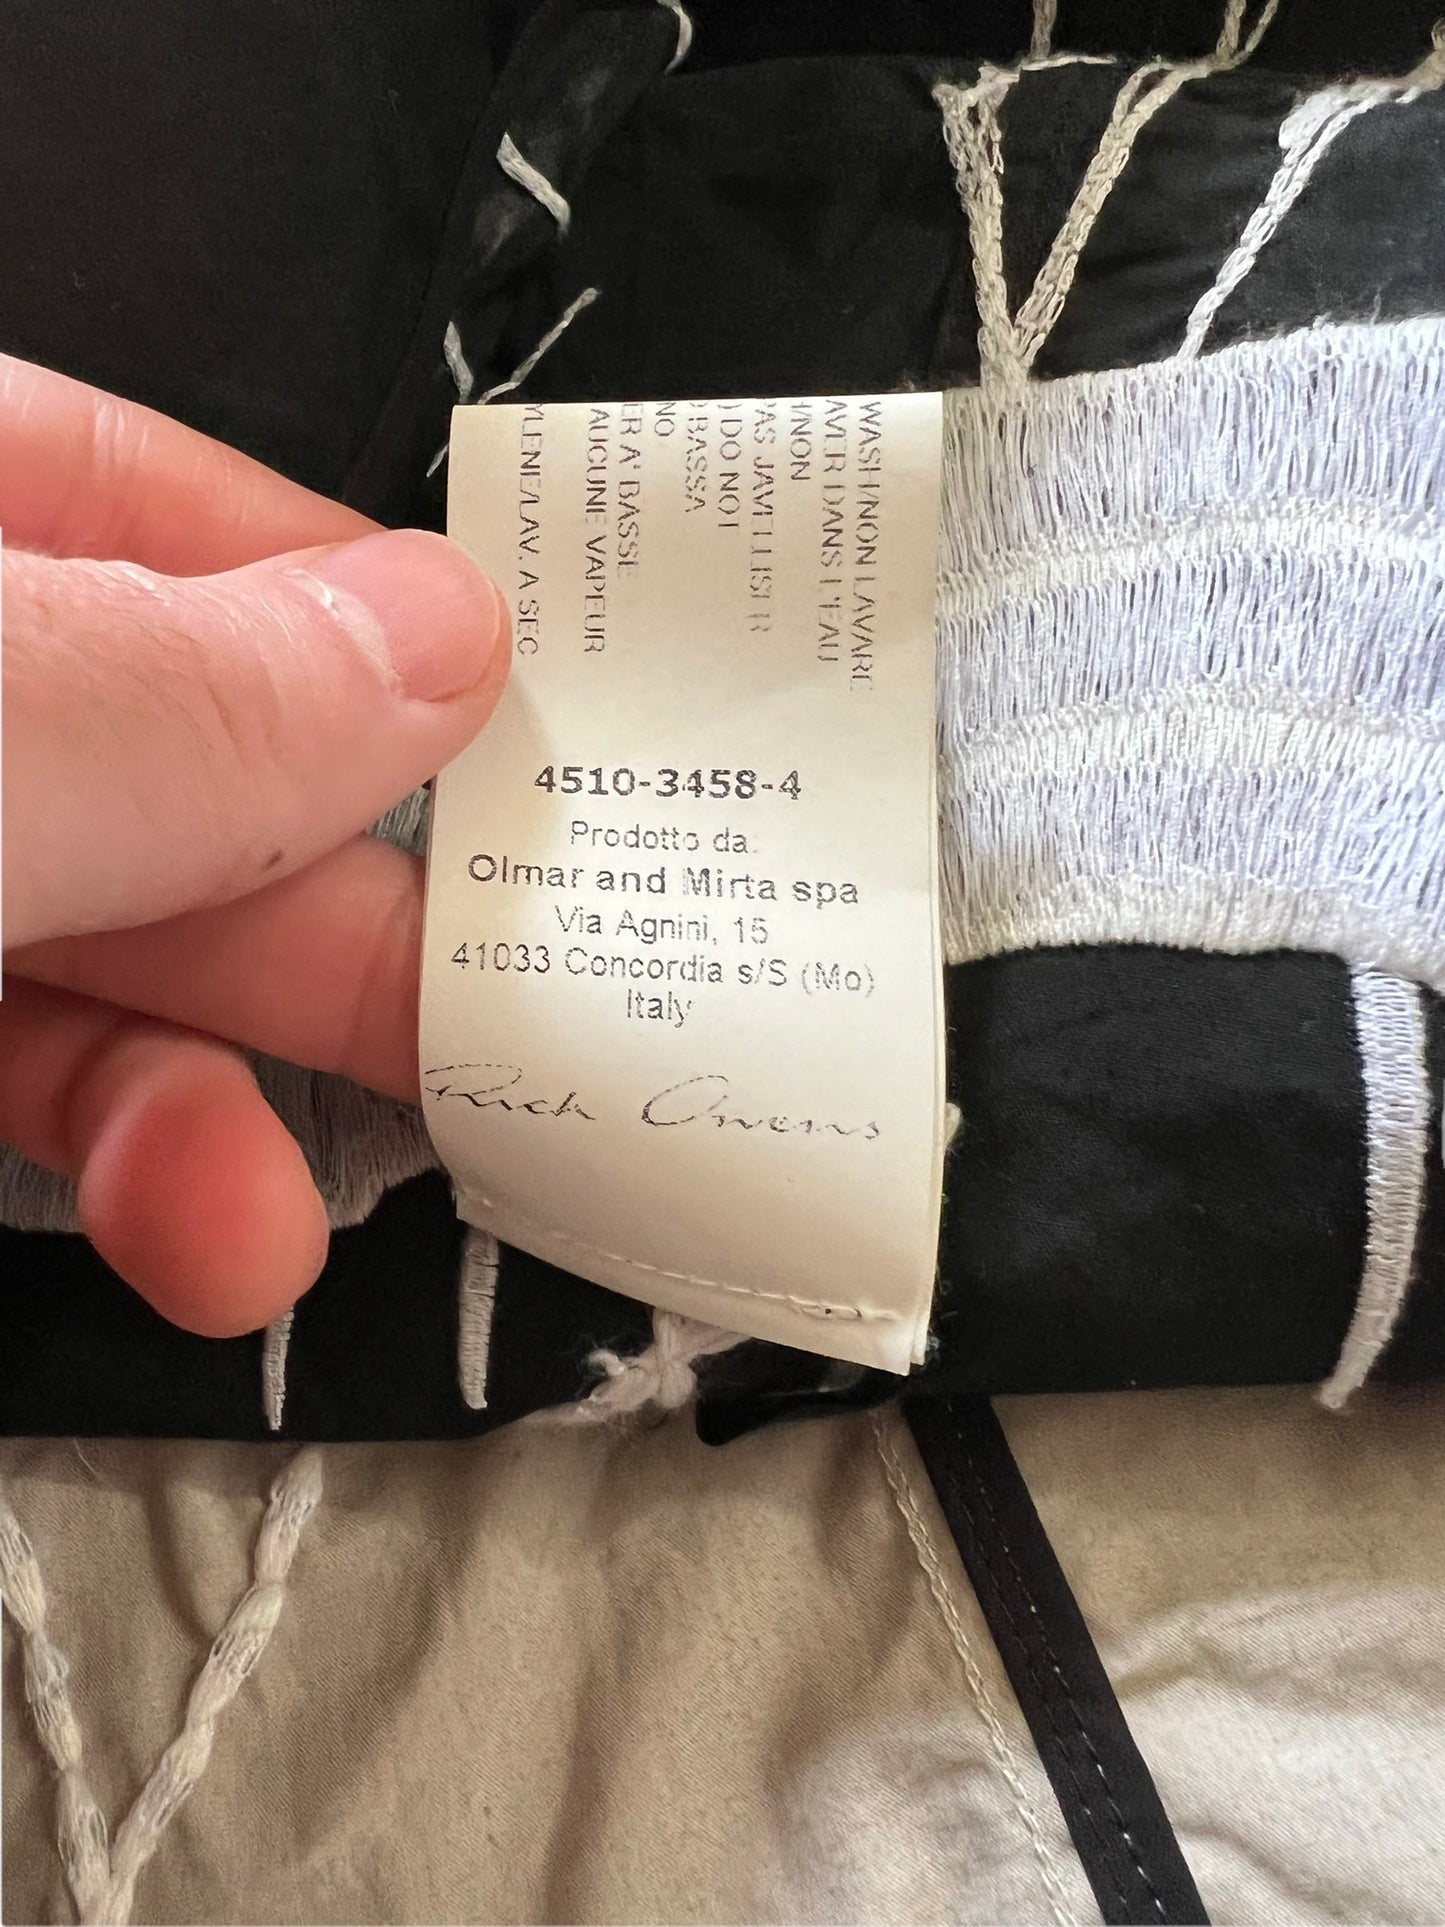 WASH/NON LAVARE
AVER DANS L'EAU
/NON
PAS JAVELLISER
DO NOT
BASSA
NO
ER A' BASSE
AUCUNE VAPEUR
YLENE/LAV. A SEC
4510-3458-4
Prodotto da:
Olmar and Mirta spa
Via Agnini, 15
41033 Concordia s/S (Mo)
Italy
Rick Owens